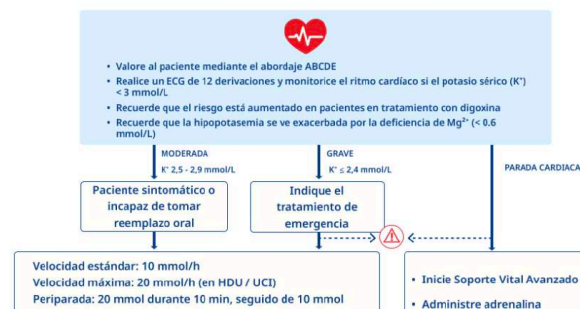 • Valore al paciente mediante el abordaje ABCDE
• Realice un ECG de 12 derivaciones y monitorice el ritmo cardíaco si el potasio sérico (K⁺)
< 3 mmol/L
• Recuerde que el riesgo está aumentado en pacientes en tratamiento con digoxina
• Recuerde que la hipopotasemia se ve exacerbada por la deficiencia de Mg²⁺ (< 0.6
mmol/L)
MODERADA
K⁺ 2,5 - 2,9 mmol/L
GRAVE
K⁺ ≤ 2,4 mmol/L
PARADA CARDIACA
Paciente sintomático o
incapaz de tomar
reemplazo oral
Indique el
tratamiento de
emergencia
Velocidad estándar: 10 mmol/h
Velocidad máxima: 20 mmol/h (en HDU / UCI)
Periparada: 20 mmol durante 10 min, seguido de 10 mmol
• Inicie Soporte Vital Avanzado
• Administre adrenalina